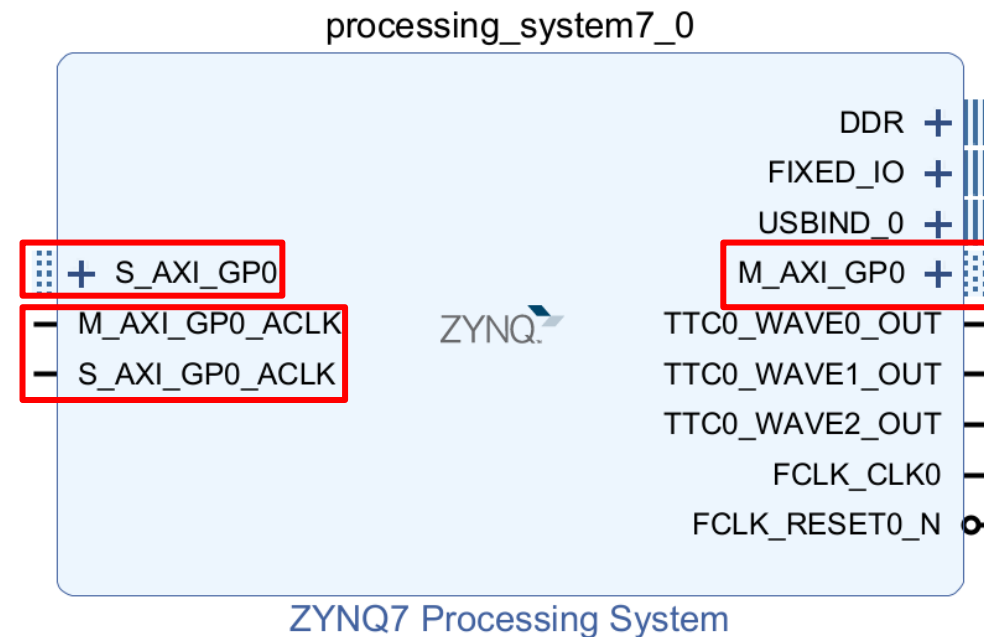 processing_system7_0
DDR
FIXED_IO
USBIND_0
S_AXI_GP0
M_AXI_GP0
M_AXI_GP0_ACLK
ZYNQ
TTC0_WAVE0_OUT
S_AXI_GP0_ACLK
TTC0_WAVE1_OUT
TTC0_WAVE2_OUT
FCLK_CLK0
FCLK_RESET0_N
ZYNQ7 Processing System